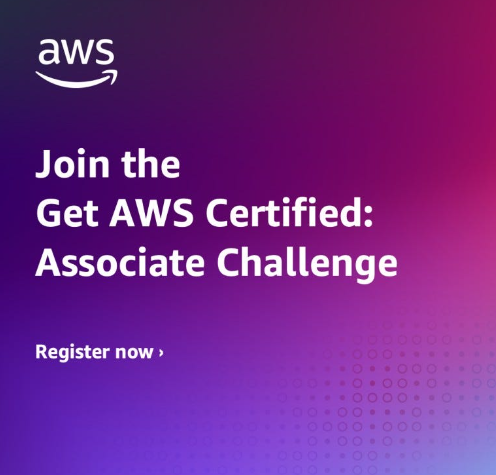 aws
Join the
Get AWS Certified:
Associate Challenge
Register now ›